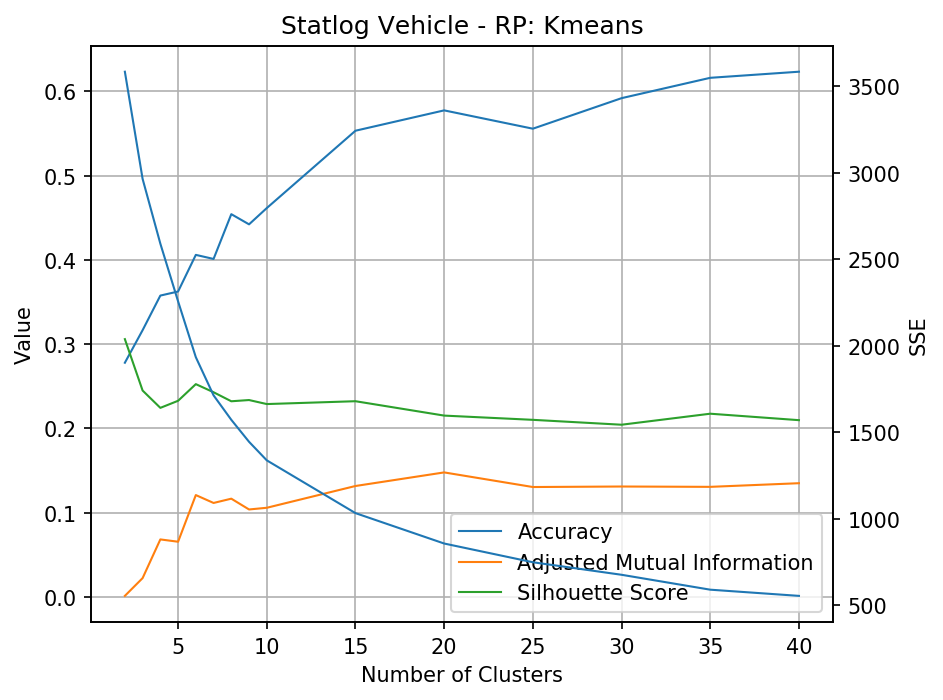 Statlog Vehicle - RP: Kmeans
Value
0.6
0.5
0.4
0.3
0.2
0.1
0.0
3500
3000
2500
2000
1500
1000
500
SSE
Accuracy
Adjusted Mutual Information
Silhouette Score
5 10 15 20 25 30 35 40
Number of Clusters